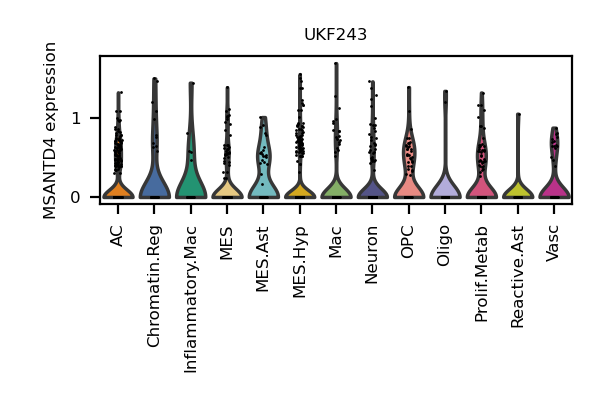 UKF243
MSANTD4 expression
1
0
AC
Chromatin.Reg
Inflammatory.Mac
MES
MES.Ast
MES.Hyp
Mac
Neuron
OPC
Oligo
Prolif.Metab
Reactive.Ast
Vasc